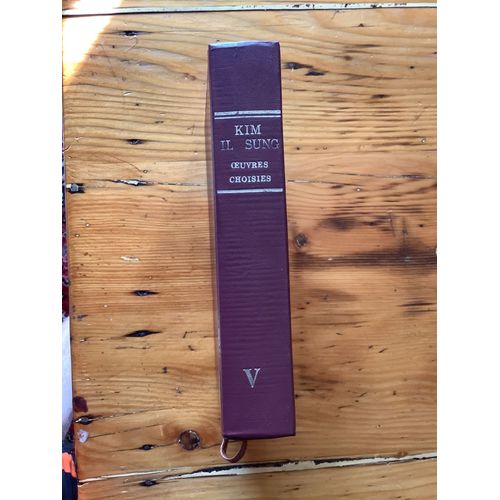 KIM
IL SUNG
ŒUVRES
CHOISIES
V